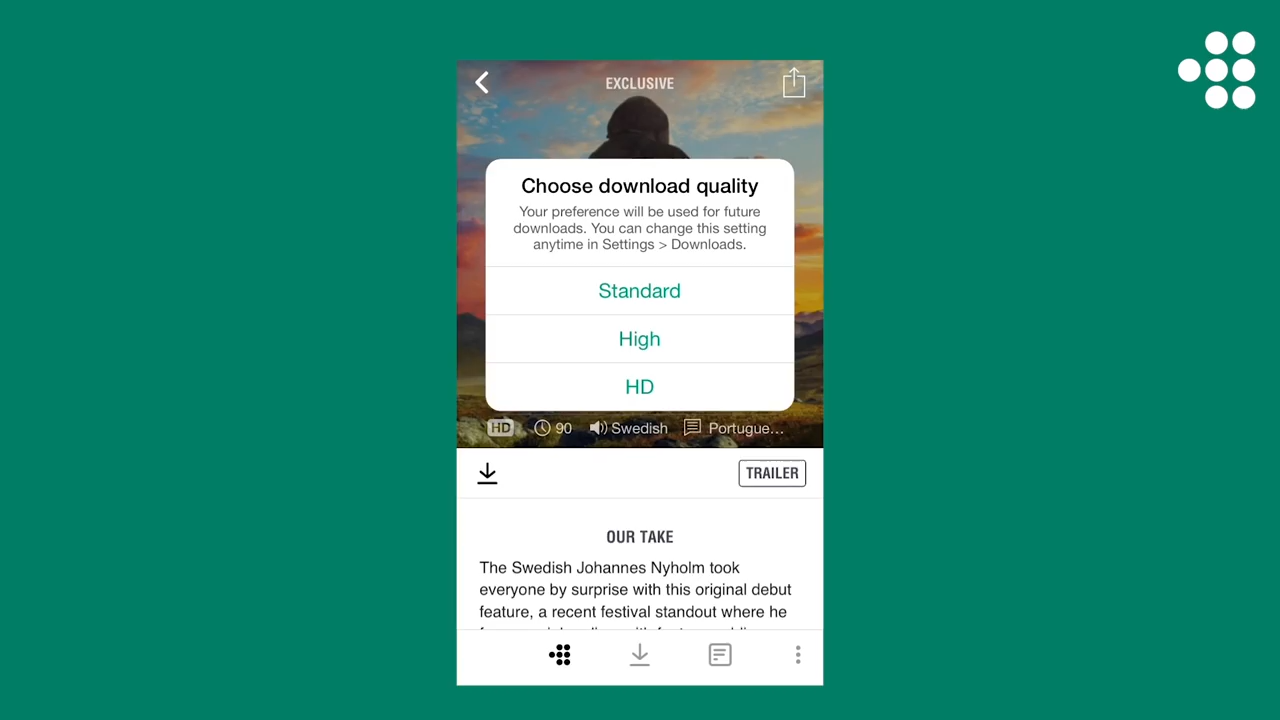 EXCLUSIVE
Choose download quality
Your preference will be used for future
downloads. You can change this setting
anytime in Settings > Downloads.
Standard
High
HD
HD 90 Swedish Portugue...
TRAILER
OUR TAKE
The Swedish Johannes Nyholm took
everyone by surprise with this original debut
feature, a recent festival standout where he